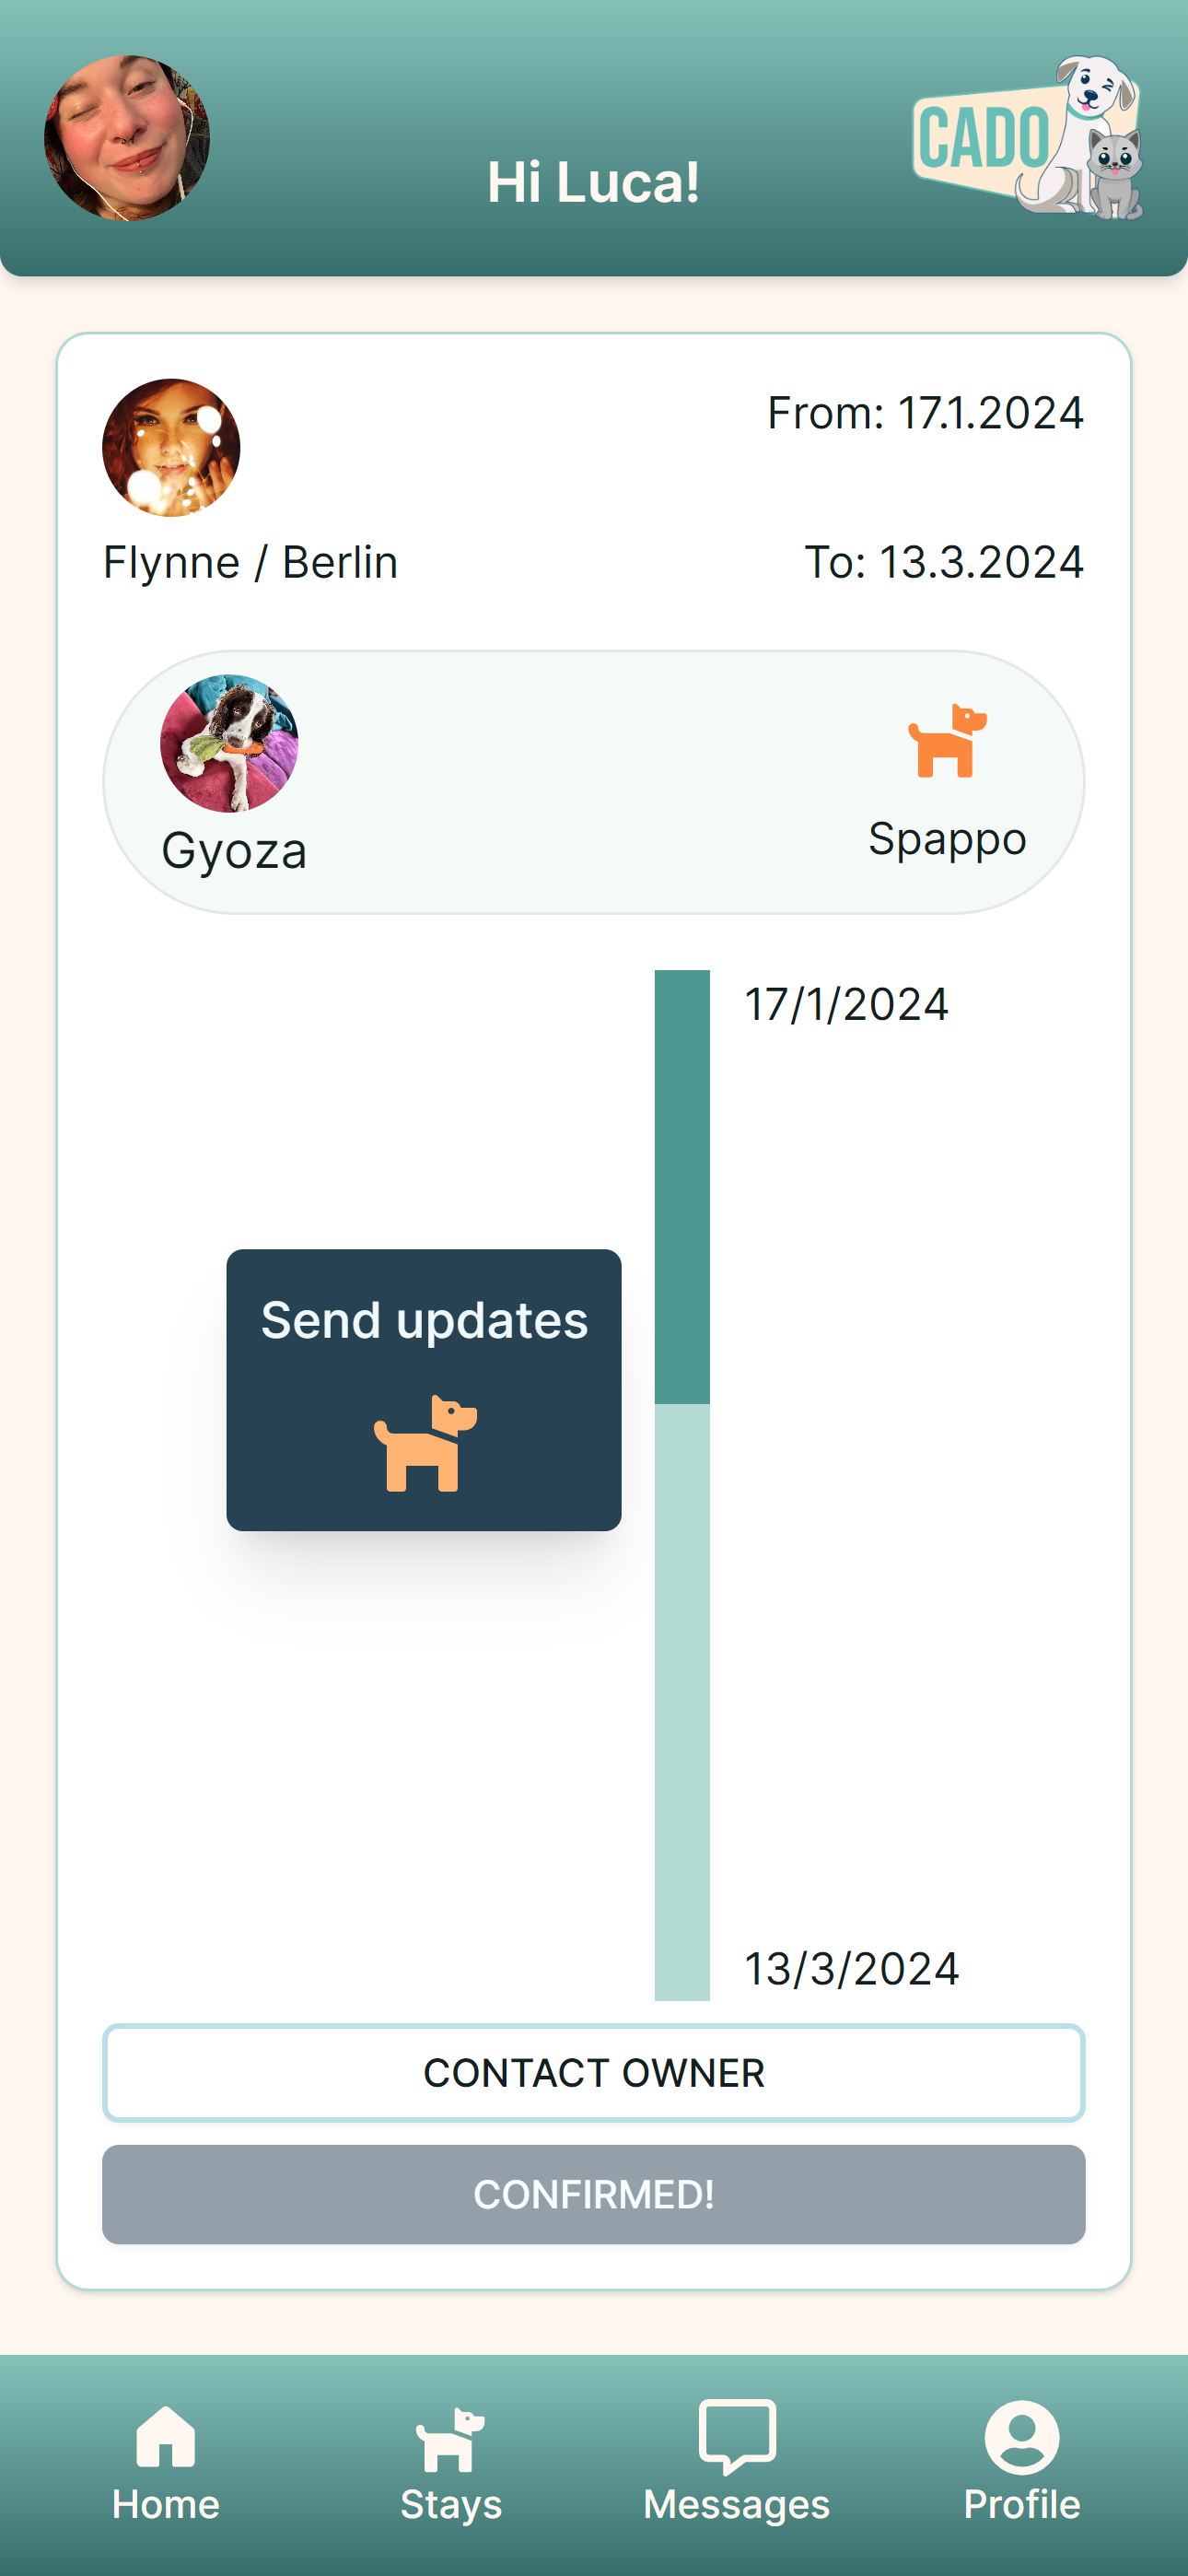 CADO
Hi Luca!
From: 17.1.2024
Flynne / Berlin
To: 13.3.2024
Gyoza
Spappo
17/1/2024
Send updates
13/3/2024
CONTACT OWNER
CONFIRMED!
Home
Stays
Messages
Profile